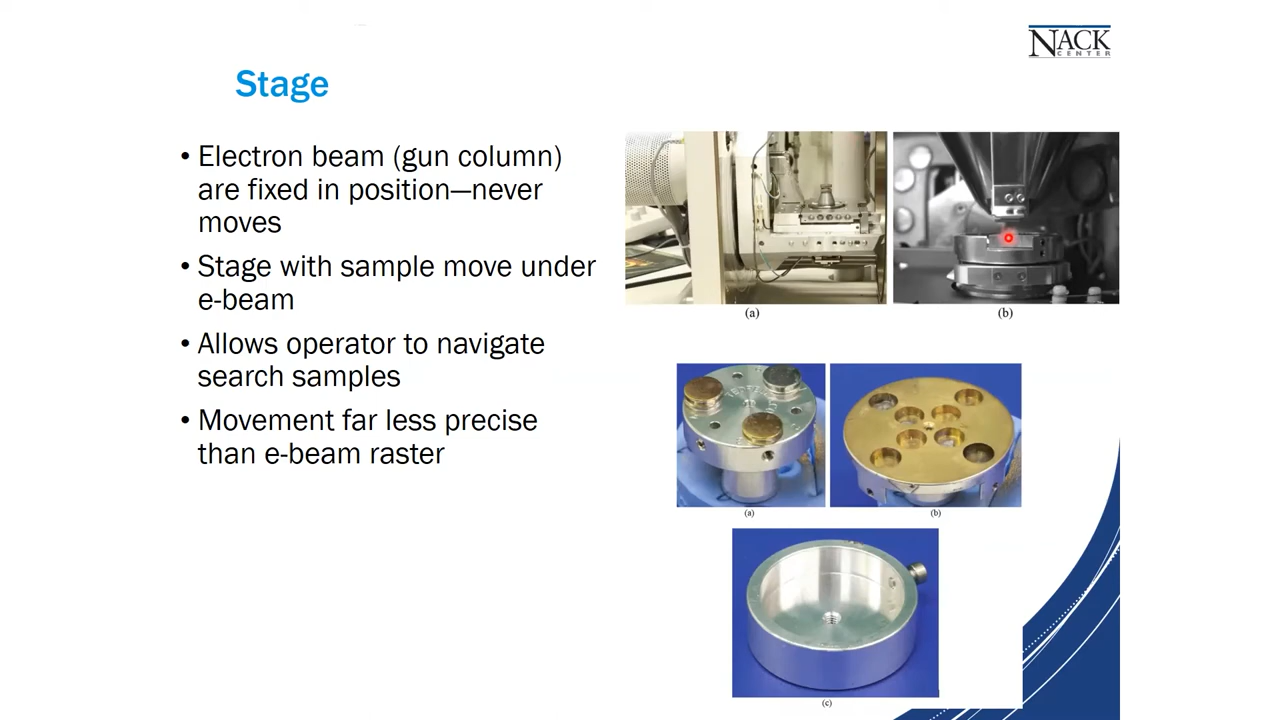 NACK
CENTER
Stage
• Electron beam (gun column)
are fixed in position—never
moves
• Stage with sample move under
e-beam
• Allows operator to navigate
search samples
• Movement far less precise
than e-beam raster
(a)
(b)
(a)
(b)
(c)